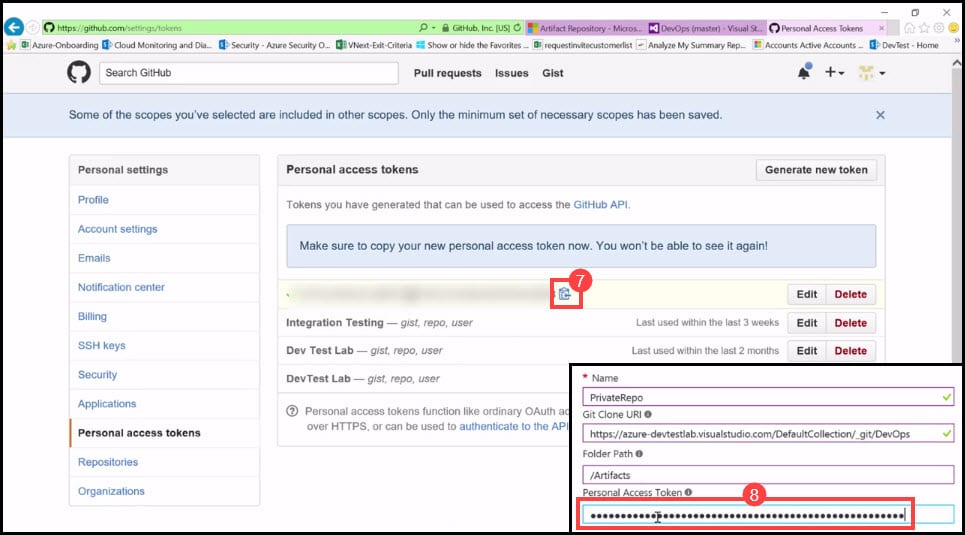 https://github.com/settings/tokens
GitHub, Inc. [US]
Artifact Repository - Micros...
DevOps (master) - Visual St...
Personal Access Tokens
Azure-Onboarding
Cloud Monitoring and Dia...
Security - Azure Security O...
VNext-Exit-Criteria
Show or hide the Favorites ...
requestinvitecustomerlist
Analyze My Summary Rep...
Accounts Active Accounts ...
DevTest - Home
Search GitHub
Pull requests
Issues
Gist
Some of the scopes you've selected are included in other scopes. Only the minimum set of necessary scopes has been saved.
Personal settings
Profile
Account settings
Emails
Notification center
Billing
SSH keys
Security
Applications
Personal access tokens
Repositories
Organizations
Personal access tokens
Generate new token
Tokens you have generated that can be used to access the GitHub API.
Make sure to copy your new personal access token now. You won't be able to see it again!
7
Edit Delete
Integration Testing — gist, repo, user
Last used within the last 3 weeks
Edit Delete
Dev Test Lab — gist, repo, user
Last used within the last 2 months
Edit Delete
DevTest Lab — gist, repo, user
Personal access tokens function like ordinary OAuth ac
over HTTPS, or can be used to authenticate to the API
* Name
PrivateRepo
Git Clone URI
https://azure-devtestlab.visualstudio.com/DefaultCollection/_git/DevOps
Folder Path
/Artifacts
Personal Access Token
8